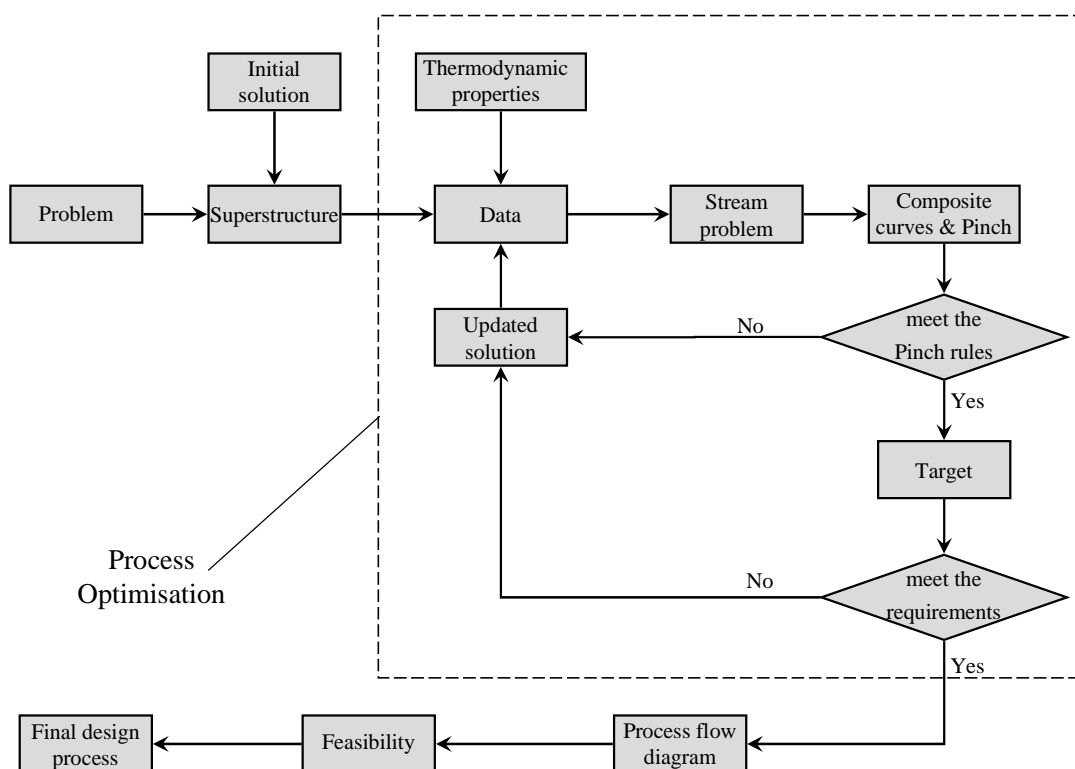 Initial
solution
Thermodynamic
properties
Problem
Superstructure
Data
Stream
problem
Composite
curves & Pinch
Updated
solution
No
meet the
Pinch rules
Yes
Target
Process
Optimisation
No
meet the
requirements
Yes
Final design
process
Feasibility
Process flow
diagram